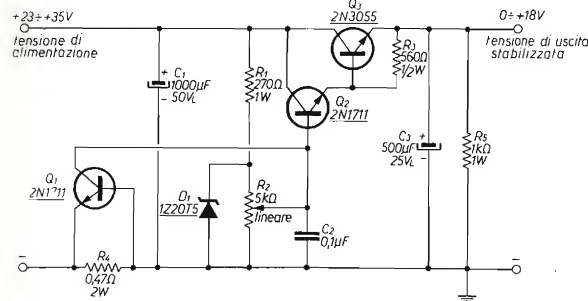 +23÷+35V
tensione di
alimentazione
Q3
2N3055
0÷+18V
tensione di uscita
stabilizzata
C1
1000µF
50VL
R1
270Ω
1W
Q2
2N1711
R3
560Ω
1/2W
C3
500µF
25VL
R5
1kΩ
1W
Q1
2N1711
D1
1Z20T5
R2
5kΩ
lineare
C2
0,1µF
R4
0,47Ω
2W